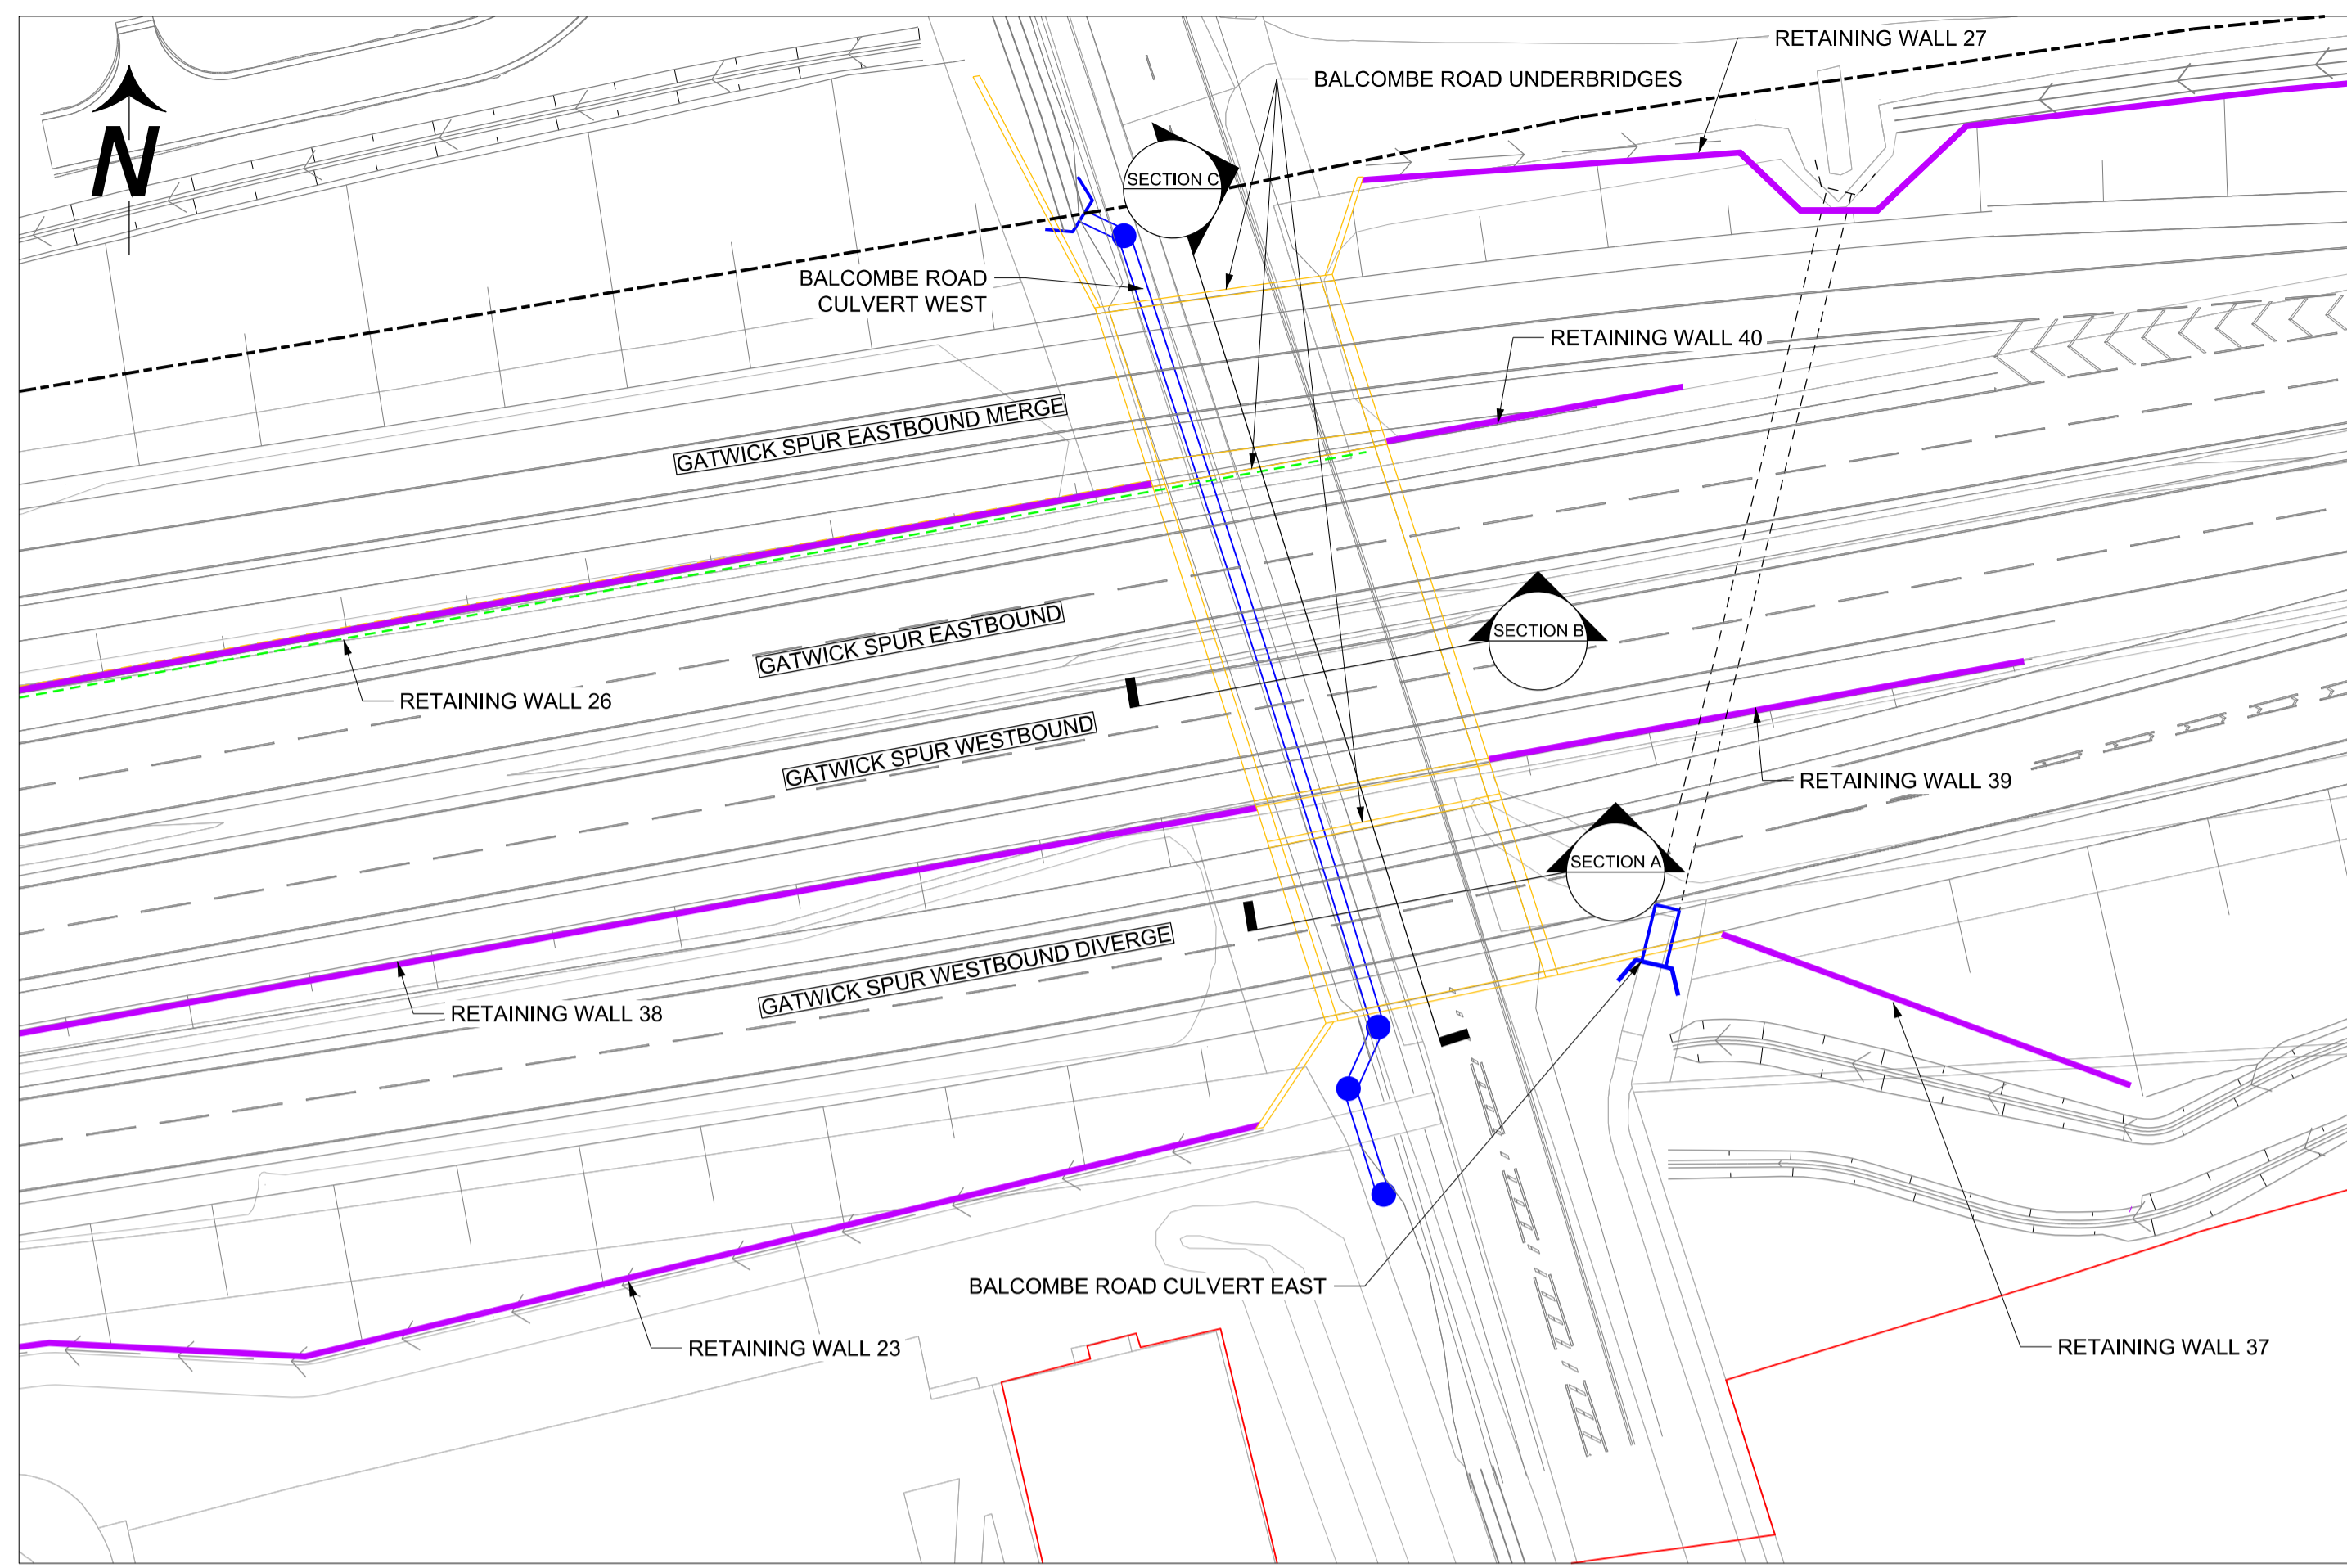 RETAINING WALL 27
BALCOMBE ROAD UNDERBRIDGES
N
SECTION C
BALCOMBE ROAD
CULVERT WEST
RETAINING WALL 40
GATWICK SPUR EASTBOUND MERGE
GATWICK SPUR EASTBOUND
SECTION B
RETAINING WALL 26
GATWICK SPUR WESTBOUND
RETAINING WALL 39
SECTION A
GATWICK SPUR WESTBOUND DIVERGE
RETAINING WALL 38
BALCOMBE ROAD CULVERT EAST
RETAINING WALL 23
RETAINING WALL 37